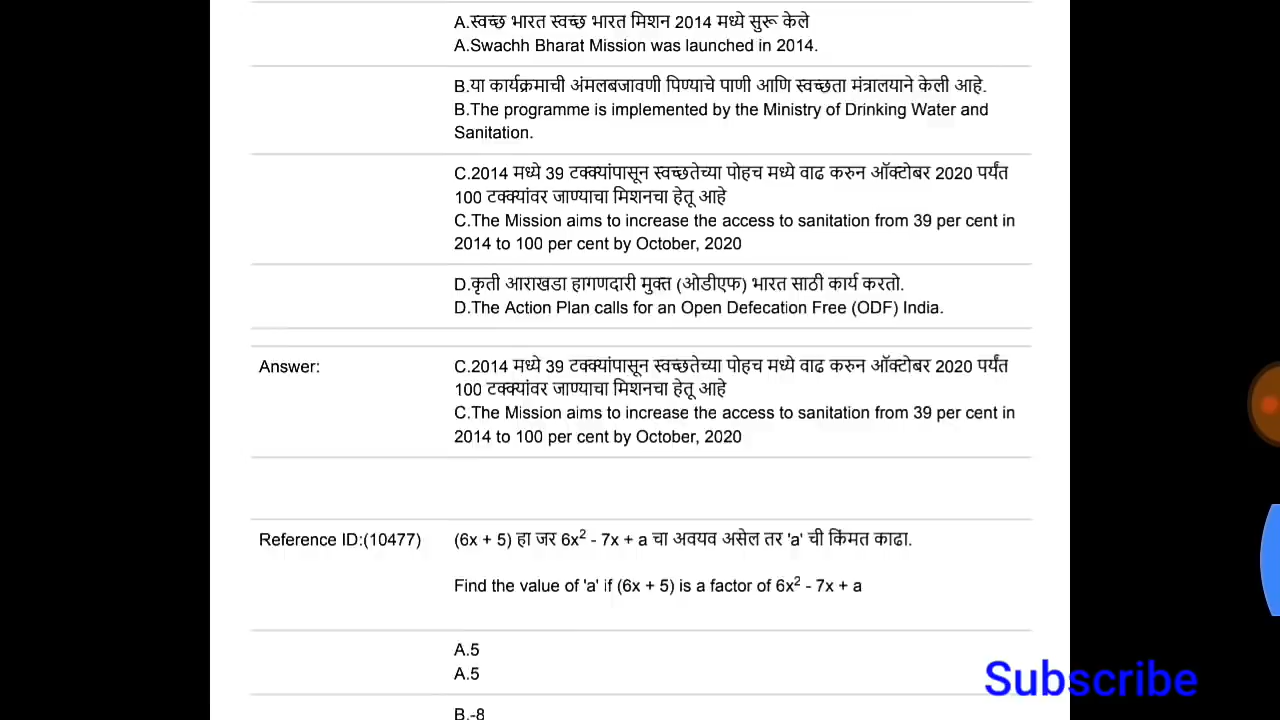 A.स्वच्छ भारत स्वच्छ भारत मिशन 2014 मध्ये सुरू केले
A.Swachh Bharat Mission was launched in 2014.
B.या कार्यक्रमाची अंमलबजावणी पिण्याचे पाणी आणि स्वच्छता मंत्रालयाने केली आहे.
B.The programme is implemented by the Ministry of Drinking Water and
Sanitation.
C.2014 मध्ये 39 टक्क्यांपासून स्वच्छतेच्या पोहच मध्ये वाढ करुन ऑक्टोबर 2020 पर्यंत
100 टक्क्यांवर जाण्याचा मिशनचा हेतू आहे
C.The Mission aims to increase the access to sanitation from 39 per cent in
2014 to 100 per cent by October, 2020
D.कृती आराखडा हागणदारी मुक्त (ओडीएफ) भारत साठी कार्य करतो.
D.The Action Plan calls for an Open Defecation Free (ODF) India.
Answer: C.2014 मध्ये 39 टक्क्यांपासून स्वच्छतेच्या पोहच मध्ये वाढ करुन ऑक्टोबर 2020 पर्यंत
100 टक्क्यांवर जाण्याचा मिशनचा हेतू आहे
C.The Mission aims to increase the access to sanitation from 39 per cent in
2014 to 100 per cent by October, 2020
Reference ID:(10477) (6x + 5) हा जर 6x² - 7x + a चा अवयव असेल तर 'a' ची किंमत काढा.
Find the value of 'a' if (6x + 5) is a factor of 6x² - 7x + a
A.5
A.5
Subscribe
B.-8